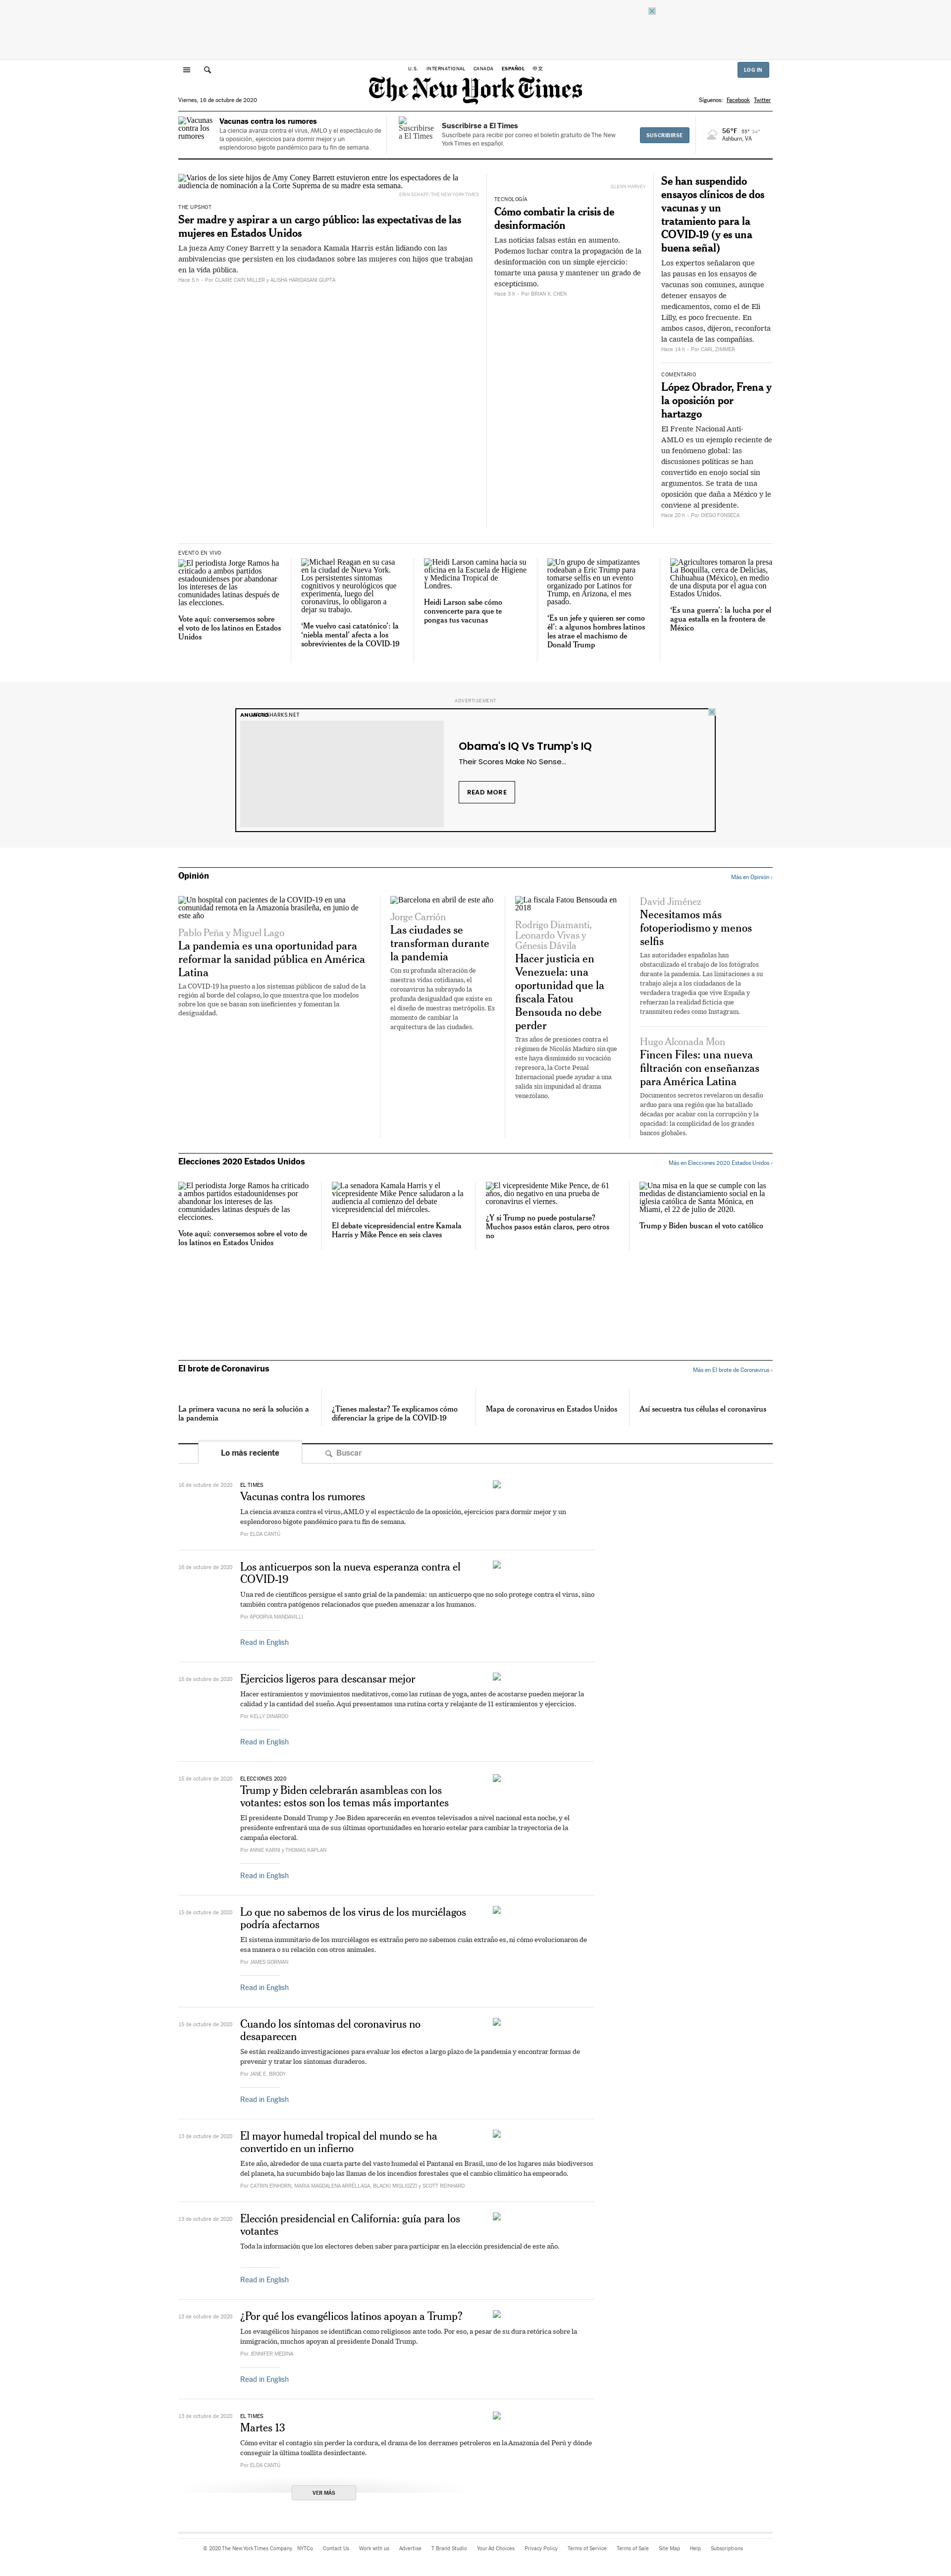 U.S. INTERNATIONAL CANADA ESPAÑOL 中文
LOG IN
The New York Times
Viernes, 16 de octubre de 2020
Síguenos: Facebook Twitter
Vacunas contra los rumores
Vacunas contra los rumores
La ciencia avanza contra el virus, AMLO y el espectáculo de la oposición, ejercicios para dormir mejor y un esplendoroso bigote pandémico para tu fin de semana.
Suscribirse a El Times
Suscribirse a El Times
Suscríbete para recibir por correo el boletín gratuito de The New York Times en español.
SUSCRIBIRSE
56°F 55° 34°
Ashburn, VA
Varios de los siete hijos de Amy Coney Barrett estuvieron entre los espectadores de la audiencia de nominación a la Corte Suprema de su madre esta semana.
ERIN SCHAFF/THE NEW YORK TIMES
THE UPSHOT
Ser madre y aspirar a un cargo público: las expectativas de las mujeres en Estados Unidos
La jueza Amy Coney Barrett y la senadora Kamala Harris están lidiando con las ambivalencias que persisten en los ciudadanos sobre las mujeres con hijos que trabajan en la vida pública.
Hace 5 h - Por CLAIRE CAIN MILLER y ALISHA HARIDASANI GUPTA
GLENN HARVEY
TECNOLOGÍA
Cómo combatir la crisis de desinformación
Las noticias falsas están en aumento. Podemos luchar contra la propagación de la desinformación con un simple ejercicio: tomarte una pausa y mantener un grado de escepticismo.
Hace 3 h - Por BRIAN X. CHEN
Se han suspendido ensayos clínicos de dos vacunas y un tratamiento para la COVID-19 (y es una buena señal)
Los expertos señalaron que las pausas en los ensayos de vacunas son comunes, aunque detener ensayos de medicamentos, como el de Eli Lilly, es poco frecuente. En ambos casos, dijeron, reconforta la cautela de las compañías.
Hace 14 h - Por CARL ZIMMER
COMENTARIO
López Obrador, Frena y la oposición por hartazgo
El Frente Nacional Anti-AMLO es un ejemplo reciente de un fenómeno global: las discusiones políticas se han convertido en enojo social sin argumentos. Se trata de una oposición que daña a México y le conviene al presidente.
Hace 20 h - Por DIEGO FONSECA
EVENTO EN VIVO
El periodista Jorge Ramos ha criticado a ambos partidos estadounidenses por abandonar los intereses de las comunidades latinas después de las elecciones.
Vote aquí: conversemos sobre el voto de los latinos en Estados Unidos
Michael Reagan en su casa en la ciudad de Nueva York. Los persistentes síntomas cognitivos y neurológicos que experimenta, luego del coronavirus, lo obligaron a dejar su trabajo.
'Me vuelvo casi catatónico': la 'niebla mental' afecta a los sobrevivientes de la COVID-19
Heidi Larson camina hacia su oficina en la Escuela de Higiene y Medicina Tropical de Londres.
Heidi Larson sabe cómo convencerte para que te pongas tus vacunas
Un grupo de simpatizantes rodeaban a Eric Trump para tomarse selfis en un evento organizado por Latinos for Trump, en Arizona, el mes pasado.
'Es un jefe y quieren ser como él': a algunos hombres latinos les atrae el machismo de Donald Trump
Agricultores tomaron la presa La Boquilla, cerca de Delicias, Chihuahua (México), en medio de una disputa por el agua con Estados Unidos.
'Es una guerra': la lucha por el agua estalla en la frontera de México
ADVERTISEMENT
ANUNCIO
Obama's IQ Vs Trump's IQ
Their Scores Make No Sense...
READ MORE
Opinión
Más en Opinión ›
Un hospital con pacientes de la COVID-19 en una comunidad remota en la Amazonía brasileña, en junio de este año
Pablo Peña y Miguel Lago
La pandemia es una oportunidad para reformar la sanidad pública en América Latina
La COVID-19 ha puesto a los sistemas públicos de salud de la región al borde del colapso, lo que muestra que los modelos sobre los que se basan son ineficientes y fomentan la desigualdad.
Barcelona en abril de este año
Jorge Carrión
Las ciudades se transforman durante la pandemia
Con su profunda alteración de nuestras vidas cotidianas, el coronavirus ha subrayado la profunda desigualdad que existe en el diseño de nuestras metrópolis. Es momento de cambiar la arquitectura de las ciudades.
La fiscala Fatou Bensouda en 2018
Rodrigo Diamanti, Leonardo Vivas y Génesis Dávila
Hacer justicia en Venezuela: una oportunidad que la fiscala Fatou Bensouda no debe perder
Tras años de presiones contra el régimen de Nicolás Maduro sin que este haya disminuido su vocación represora, la Corte Penal Internacional puede ayudar a una salida sin impunidad al drama venezolano.
David Jiménez
Necesitamos más fotoperiodismo y menos selfis
Las autoridades españolas han obstaculizado el trabajo de los fotógrafos durante la pandemia. Las limitaciones a su trabajo aleja a los ciudadanos de la verdadera tragedia que vive España y refuerzan la realidad ficticia que transmiten redes como Instagram.
Hugo Alconada Mon
Fincen Files: una nueva filtración con enseñanzas para América Latina
Documentos secretos revelaron un desafío arduo para una región que ha batallado décadas por acabar con la corrupción y la opacidad: la complicidad de los grandes bancos globales.
Elecciones 2020 Estados Unidos
Más en Elecciones 2020 Estados Unidos ›
El periodista Jorge Ramos ha criticado a ambos partidos estadounidenses por abandonar los intereses de las comunidades latinas después de las elecciones.
Vote aquí: conversemos sobre el voto de los latinos en Estados Unidos
La senadora Kamala Harris y el vicepresidente Mike Pence saludaron a la audiencia al comienzo del debate vicepresidencial del miércoles.
El debate vicepresidencial entre Kamala Harris y Mike Pence en seis claves
El vicepresidente Mike Pence, de 61 años, dio negativo en una prueba de coronavirus el viernes.
¿Y si Trump no puede postularse? Muchos pasos están claros, pero otros no
Una misa en la que se cumple con las medidas de distanciamiento social en la iglesia católica de Santa Mónica, en Miami, el 22 de julio de 2020.
Trump y Biden buscan el voto católico
El brote de Coronavirus
Más en El brote de Coronavirus ›
La primera vacuna no será la solución a la pandemia
¿Tienes malestar? Te explicamos cómo diferenciar la gripe de la COVID-19
Mapa de coronavirus en Estados Unidos
Así secuestra tus células el coronavirus
Lo más reciente
Buscar
16 de octubre de 2020
EL TIMES
Vacunas contra los rumores
La ciencia avanza contra el virus, AMLO y el espectáculo de la oposición, ejercicios para dormir mejor y un esplendoroso bigote pandémico para tu fin de semana.
Por ELDA CANTÚ
16 de octubre de 2020
Los anticuerpos son la nueva esperanza contra el COVID-19
Una red de científicos persigue el santo grial de la pandemia: un anticuerpo que no solo protege contra el virus, sino también contra patógenos relacionados que pueden amenazar a los humanos.
Por APOORVA MANDAVILLI
Read in English
15 de octubre de 2020
Ejercicios ligeros para descansar mejor
Hacer estiramientos y movimientos meditativos, como las rutinas de yoga, antes de acostarse pueden mejorar la calidad y la cantidad del sueño. Aquí presentamos una rutina corta y relajante de 11 estiramientos y ejercicios.
Por KELLY DINARDO
Read in English
15 de octubre de 2020
ELECCIONES 2020
Trump y Biden celebrarán asambleas con los votantes: estos son los temas más importantes
El presidente Donald Trump y Joe Biden aparecerán en eventos televisados a nivel nacional esta noche, y el presidente enfrentará una de sus últimas oportunidades en horario estelar para cambiar la trayectoria de la campaña electoral.
Por ANNIE KARNI y THOMAS KAPLAN
Read in English
15 de octubre de 2020
Lo que no sabemos de los virus de los murciélagos podría afectarnos
El sistema inmunitario de los murciélagos es extraño pero no sabemos cuán extraño es, ni cómo evolucionaron de esa manera o su relación con otros animales.
Por JAMES GORMAN
Read in English
15 de octubre de 2020
Cuando los síntomas del coronavirus no desaparecen
Se están realizando investigaciones para evaluar los efectos a largo plazo de la pandemia y encontrar formas de prevenir y tratar los síntomas duraderos.
Por JANE E. BRODY
Read in English
13 de octubre de 2020
El mayor humedal tropical del mundo se ha convertido en un infierno
Este año, alrededor de una cuarta parte del vasto humedal el Pantanal en Brasil, uno de los lugares más biodiversos del planeta, ha sucumbido bajo las llamas de los incendios forestales que el cambio climático ha empeorado.
Por CATRIN EINHORN, MARIA MAGDALENA ARRÉLLAGA, BLACKI MIGLIOZZI y SCOTT REINHARD
13 de octubre de 2020
Elección presidencial en California: guía para los votantes
Toda la información que los electores deben saber para participar en la elección presidencial de este año.
Read in English
13 de octubre de 2020
¿Por qué los evangélicos latinos apoyan a Trump?
Los evangélicos hispanos se identifican como religiosos ante todo. Por eso, a pesar de su dura retórica sobre la inmigración, muchos apoyan al presidente Donald Trump.
Por JENNIFER MEDINA
Read in English
13 de octubre de 2020
EL TIMES
Martes 13
Cómo evitar el contagio sin perder la cordura, el drama de los derrames petroleros en la Amazonía del Perú y dónde conseguir la última toallita desinfectante.
Por ELDA CANTÚ
VER MÁS
© 2020 The New York Times Company NYTCo Contact Us Work with us Advertise T Brand Studio Your Ad Choices Privacy Policy Terms of Service Terms of Sale Site Map Help Subscriptions